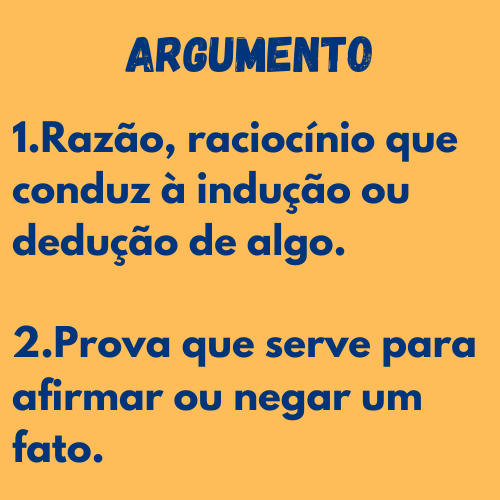 ARGUMENTO
1.Razão, raciocínio que
conduz à indução ou
dedução de algo.
2.Prova que serve para
afirmar ou negar um
fato.